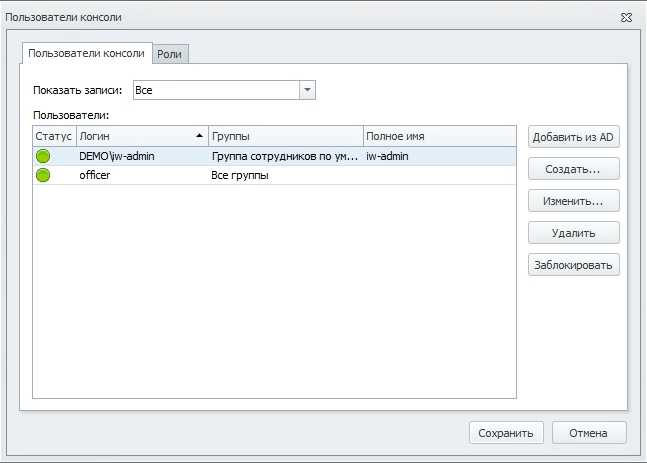 Пользователи консоли
Пользователи консоли Роли
Показать записи: Все
Пользователи:
Статус Логин Группы Полное имя
DEMO\iw-admin Группа сотрудников по ум... iw-admin
officer Все группы
Добавить из AD
Создать...
Изменить...
Удалить
Заблокировать
Сохранить Отмена